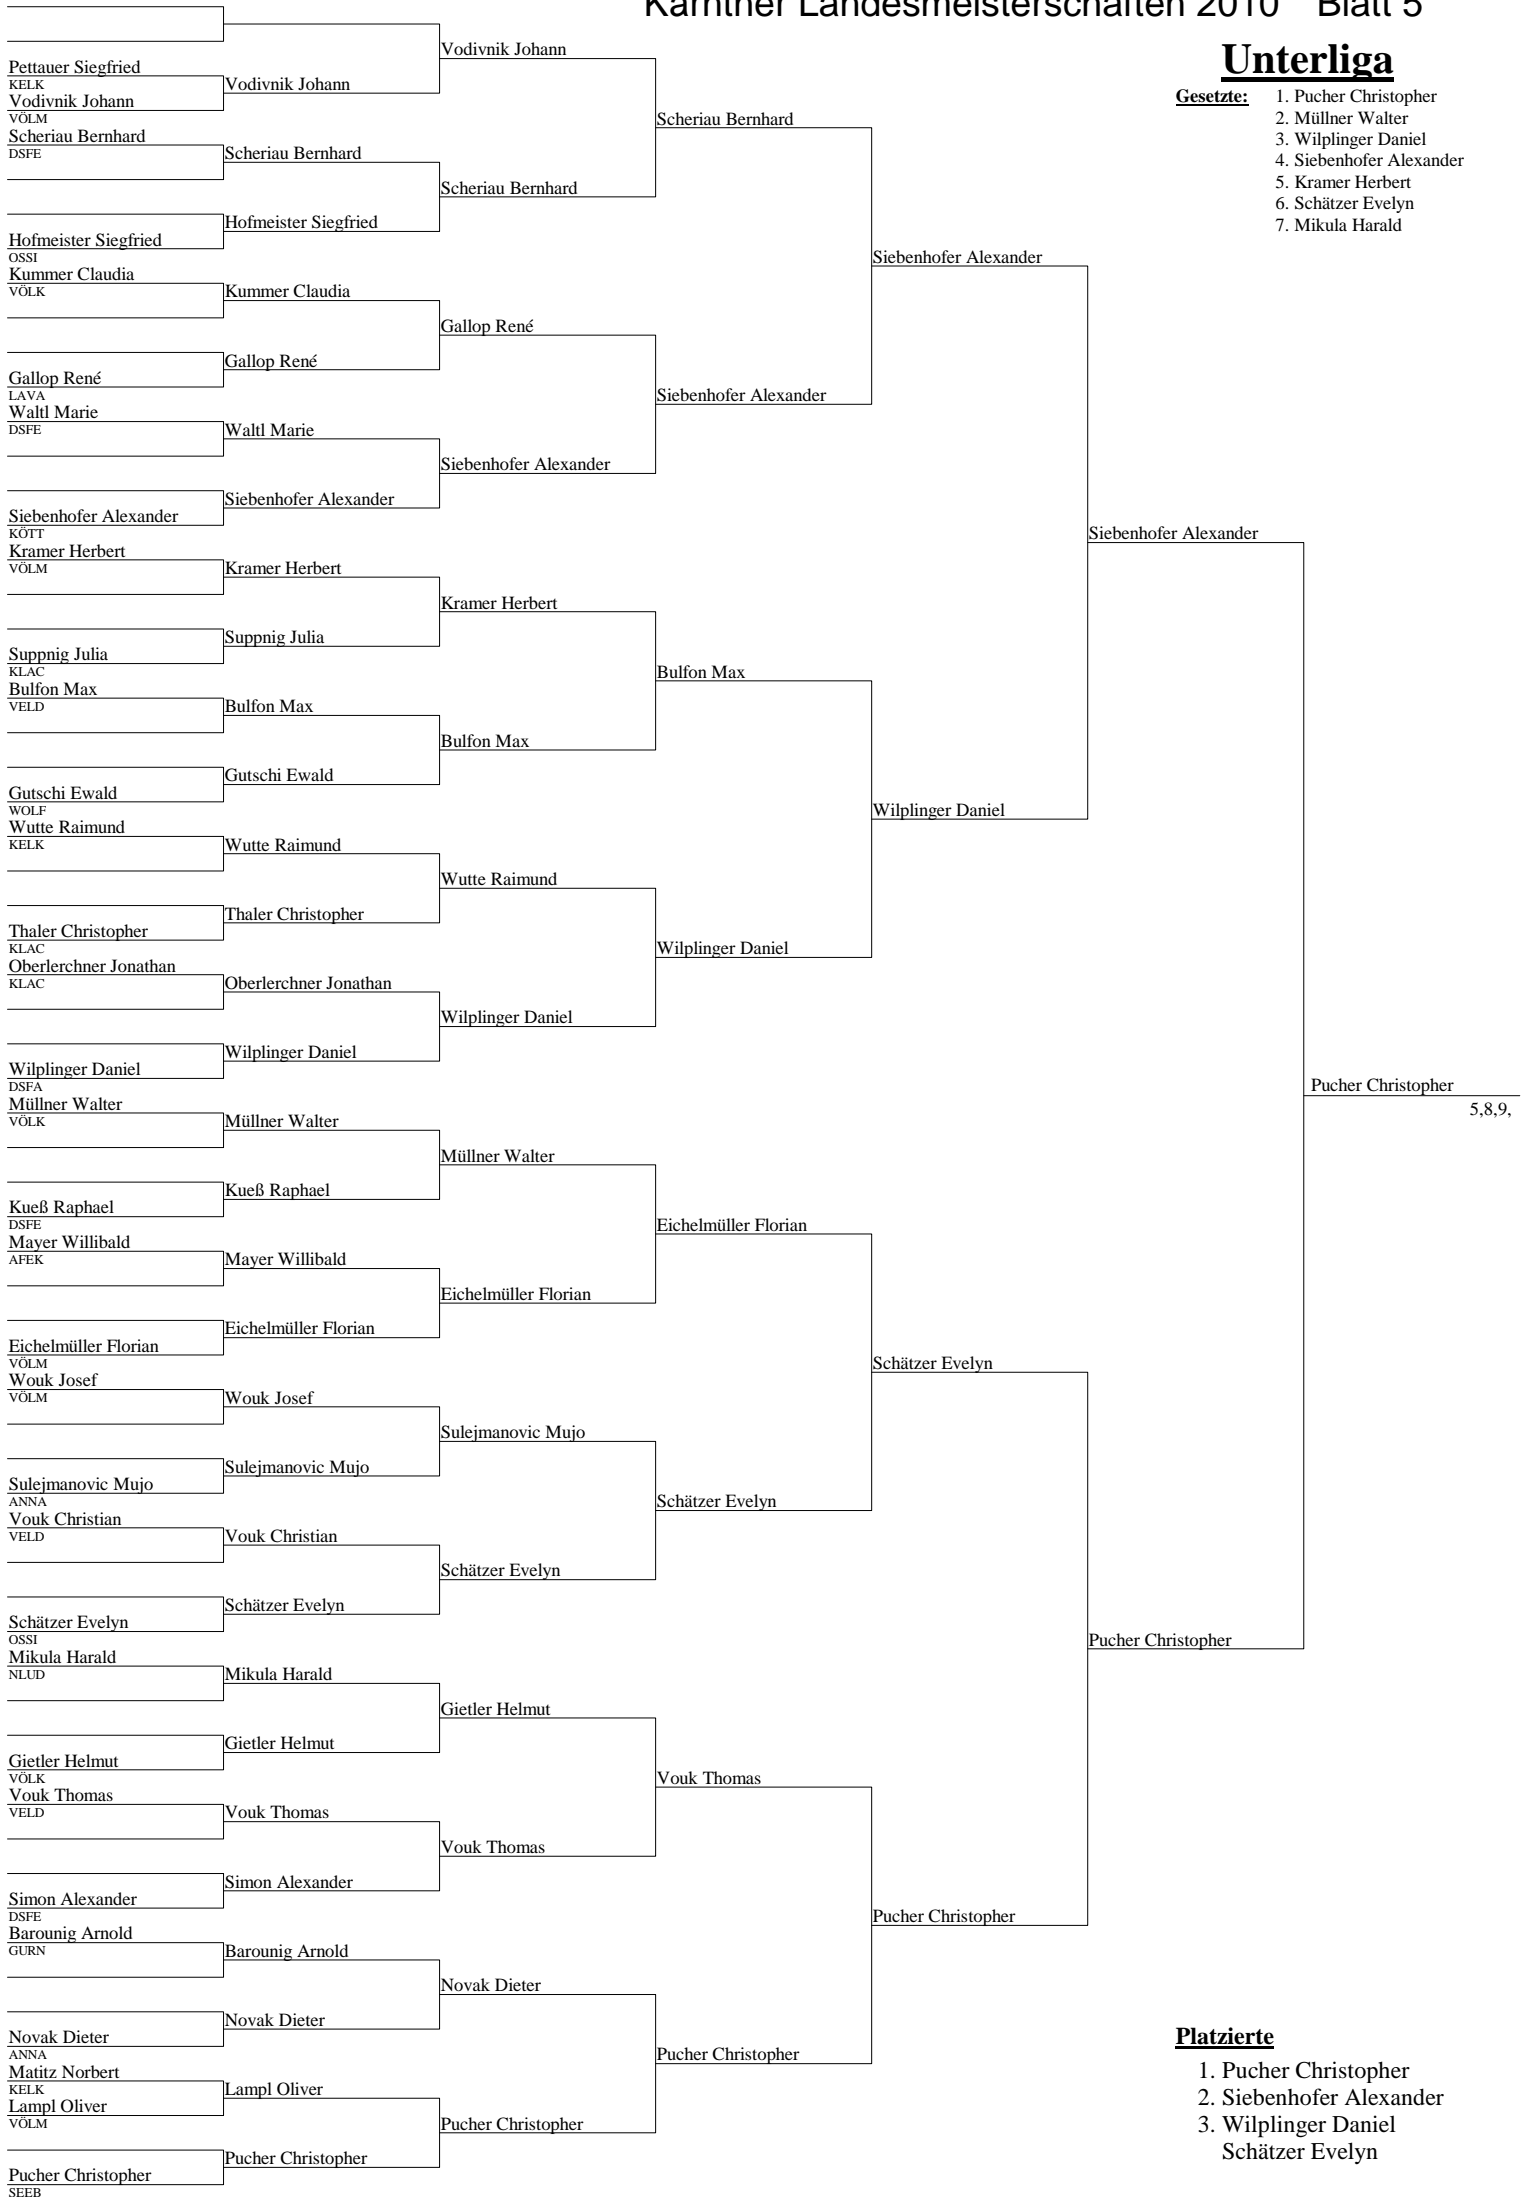 Kärntner Landesmeisterschaften 2010 Blatt 5
Unterliga
Gesetzte:
1. Pucher Christopher
2. Müllner Walter
3. Wilplinger Daniel
4. Siebenhofer Alexander
5. Kramer Herbert
6. Schätzer Evelyn
7. Mikula Harald
Pettauer Siegfried
KELK
Vodivnik Johann
VÖLM
Scheriau Bernhard
DSFE
Hofmeister Siegfried
OSSI
Kummer Claudia
VÖLK
Gallop René
LAVA
Waltl Marie
DSFE
Siebenhofer Alexander
KÖTT
Kramer Herbert
VÖLM
Suppnig Julia
KLAC
Bulfon Max
VELD
Gutschi Ewald
WOLF
Wutte Raimund
KELK
Thaler Christopher
KLAC
Oberlerchner Jonathan
KLAC
Wilplinger Daniel
DSFA
Müllner Walter
VÖLK
Kueß Raphael
DSFE
Mayer Willibald
AFEK
Eichelmüller Florian
VÖLM
Wouk Josef
VÖLM
Sulejmanovic Mujo
ANNA
Vouk Christian
VELD
Schätzer Evelyn
OSSI
Mikula Harald
NLUD
Gietler Helmut
VÖLK
Vouk Thomas
VELD
Simon Alexander
DSFE
Barounig Arnold
GURN
Novak Dieter
ANNA
Matitz Norbert
KELK
Lampl Oliver
VÖLM
Pucher Christopher
SEEB
Vodivnik Johann
Scheriau Bernhard
Hofmeister Siegfried
Kummer Claudia
Gallop René
Waltl Marie
Siebenhofer Alexander
Kramer Herbert
Suppnig Julia
Bulfon Max
Gutschi Ewald
Wutte Raimund
Thaler Christopher
Oberlerchner Jonathan
Wilplinger Daniel
Müllner Walter
Kueß Raphael
Mayer Willibald
Eichelmüller Florian
Wouk Josef
Sulejmanovic Mujo
Vouk Christian
Schätzer Evelyn
Mikula Harald
Gietler Helmut
Vouk Thomas
Simon Alexander
Barounig Arnold
Novak Dieter
Lampl Oliver
Pucher Christopher
Vodivnik Johann
Scheriau Bernhard
Gallop René
Siebenhofer Alexander
Kramer Herbert
Bulfon Max
Wutte Raimund
Wilplinger Daniel
Müllner Walter
Eichelmüller Florian
Sulejmanovic Mujo
Schätzer Evelyn
Gietler Helmut
Vouk Thomas
Novak Dieter
Pucher Christopher
Scheriau Bernhard
Siebenhofer Alexander
Bulfon Max
Wilplinger Daniel
Eichelmüller Florian
Schätzer Evelyn
Vouk Thomas
Pucher Christopher
Siebenhofer Alexander
Wilplinger Daniel
Schätzer Evelyn
Pucher Christopher
Siebenhofer Alexander
Pucher Christopher
Pucher Christopher
5,8,9,
Platzierte
1. Pucher Christopher
2. Siebenhofer Alexander
3. Wilplinger Daniel
Schätzer Evelyn